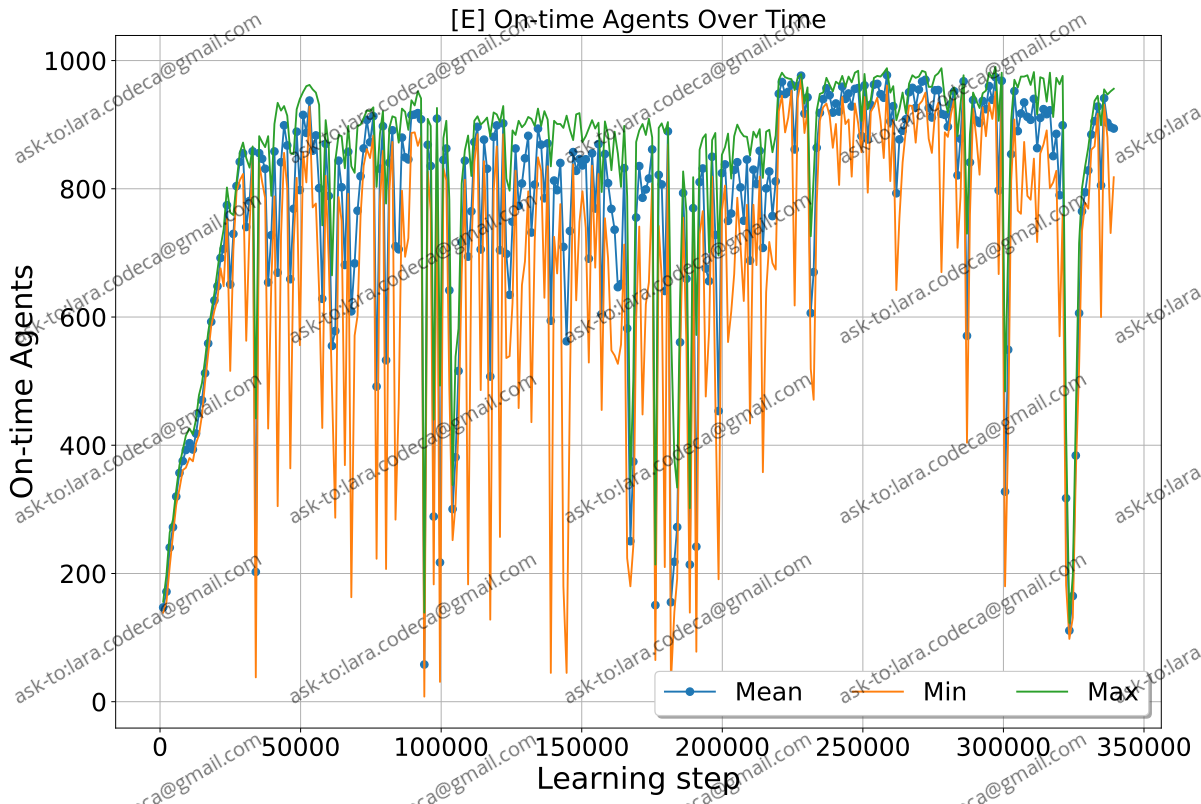 [E] On-time Agents Over Time
On-time Agents
1000
800
600
400
200
0
0 50000 100000 150000 200000 250000 300000 350000
Learning step
Mean Min Max
ask-to:lara.codeca@gmail.com